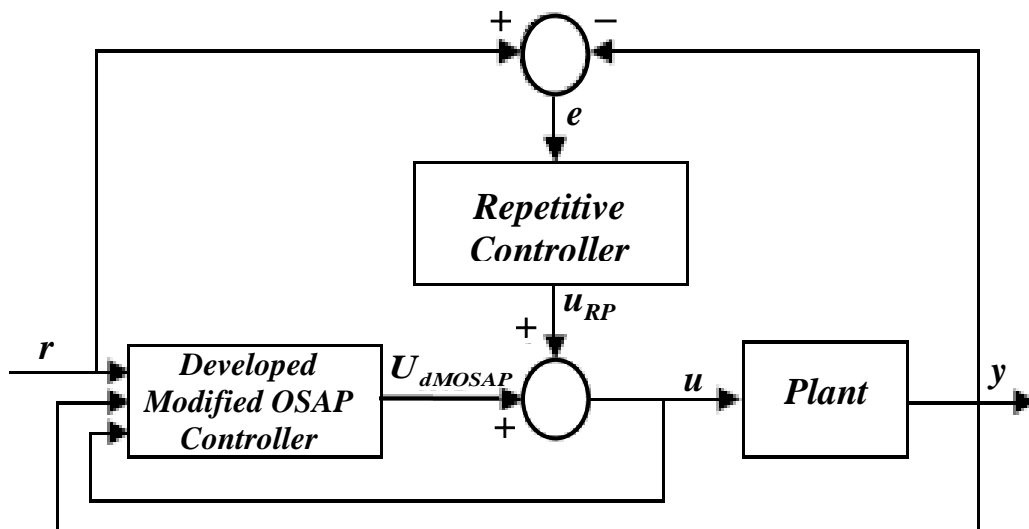 + −
e
Repetitive
Controller
u_RP
+
r
Developed
Modified OSAP
Controller
U_dMOSAP
+
u
Plant
y